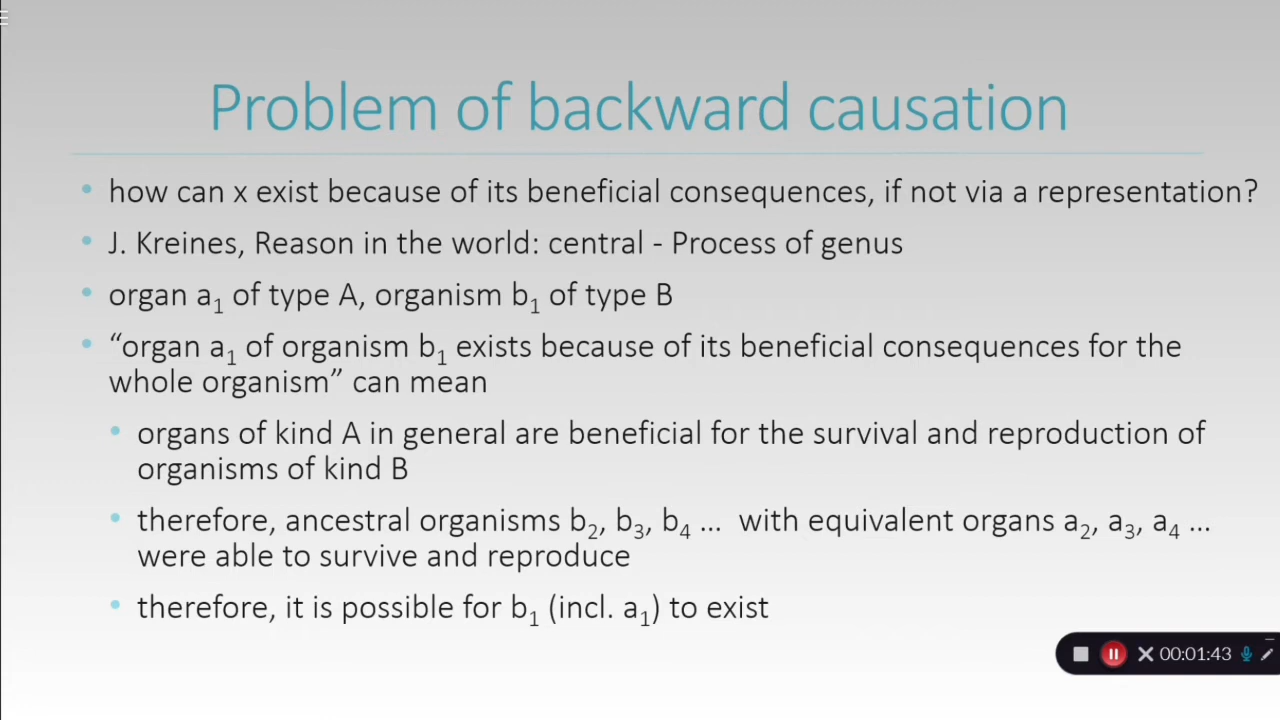 Problem of backward causation
• how can x exist because of its beneficial consequences, if not via a representation?
• J. Kreines, Reason in the world: central - Process of genus
• organ a₁ of type A, organism b₁ of type B
• “organ a₁ of organism b₁ exists because of its beneficial consequences for the
whole organism” can mean
• organs of kind A in general are beneficial for the survival and reproduction of
organisms of kind B
• therefore, ancestral organisms b₂, b₃, b₄ … with equivalent organs a₂, a₃, a₄ …
were able to survive and reproduce
• therefore, it is possible for b₁ (incl. a₁) to exist
00:01:43